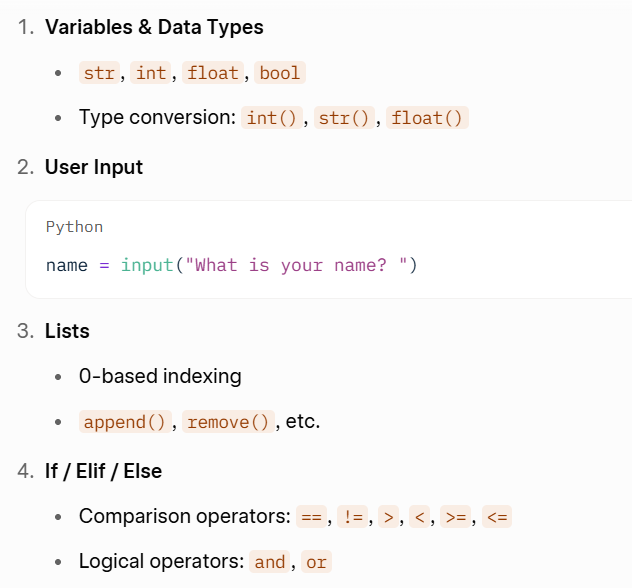 1. Variables & Data Types
• str, int, float, bool
• Type conversion: int(), str(), float()
2. User Input
Python
name = input("What is your name? ")
3. Lists
• 0-based indexing
• append(), remove(), etc.
4. If / Elif / Else
• Comparison operators: ==, !=, >, <, >=, <=
• Logical operators: and, or